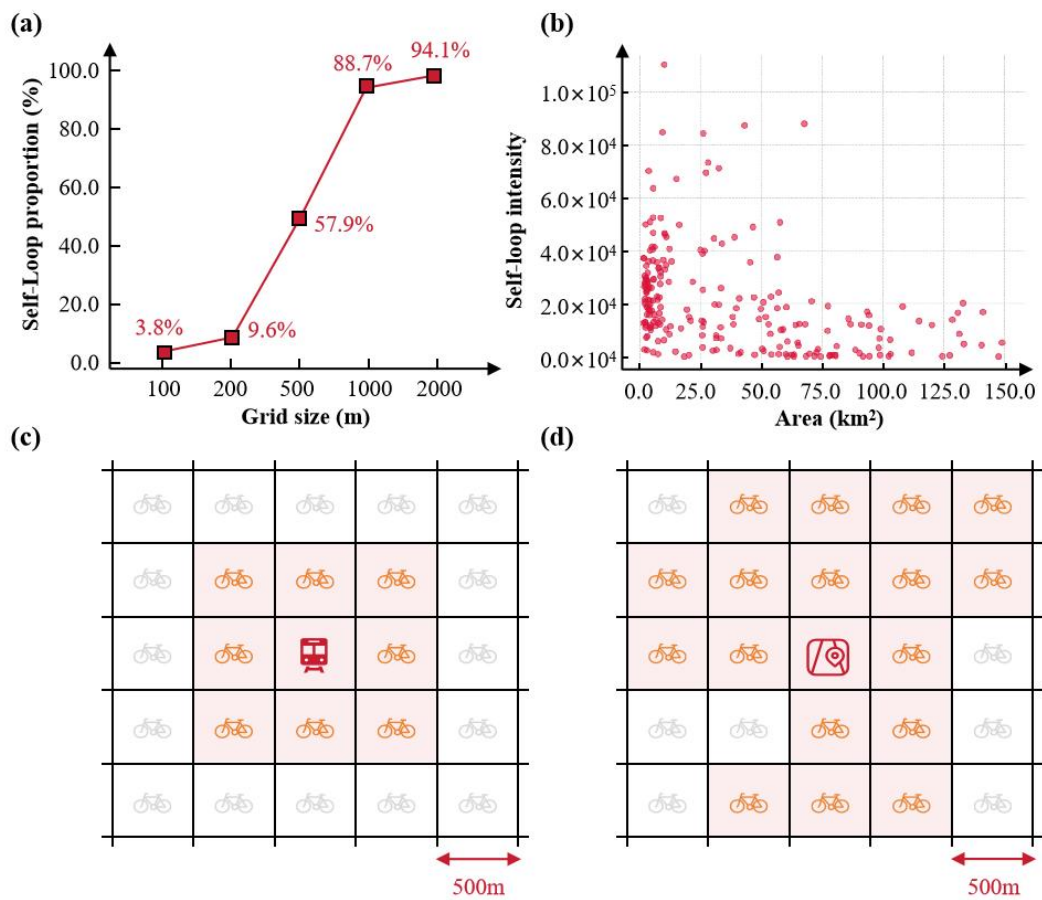 (a)
Self-Loop proportion (%)
100.0
80.0
60.0
40.0
20.0
0.0
3.8%
9.6%
57.9%
88.7%
94.1%
100
200
500
1000
2000
Grid size (m)
(b)
Self-loop intensity
1.0×10⁵
8.0×10⁴
6.0×10⁴
4.0×10⁴
2.0×10⁴
0.0×10⁴
0.0
25.0
50.0
75.0
100.0
125.0
150.0
Area (km²)
(c)
500m
(d)
500m